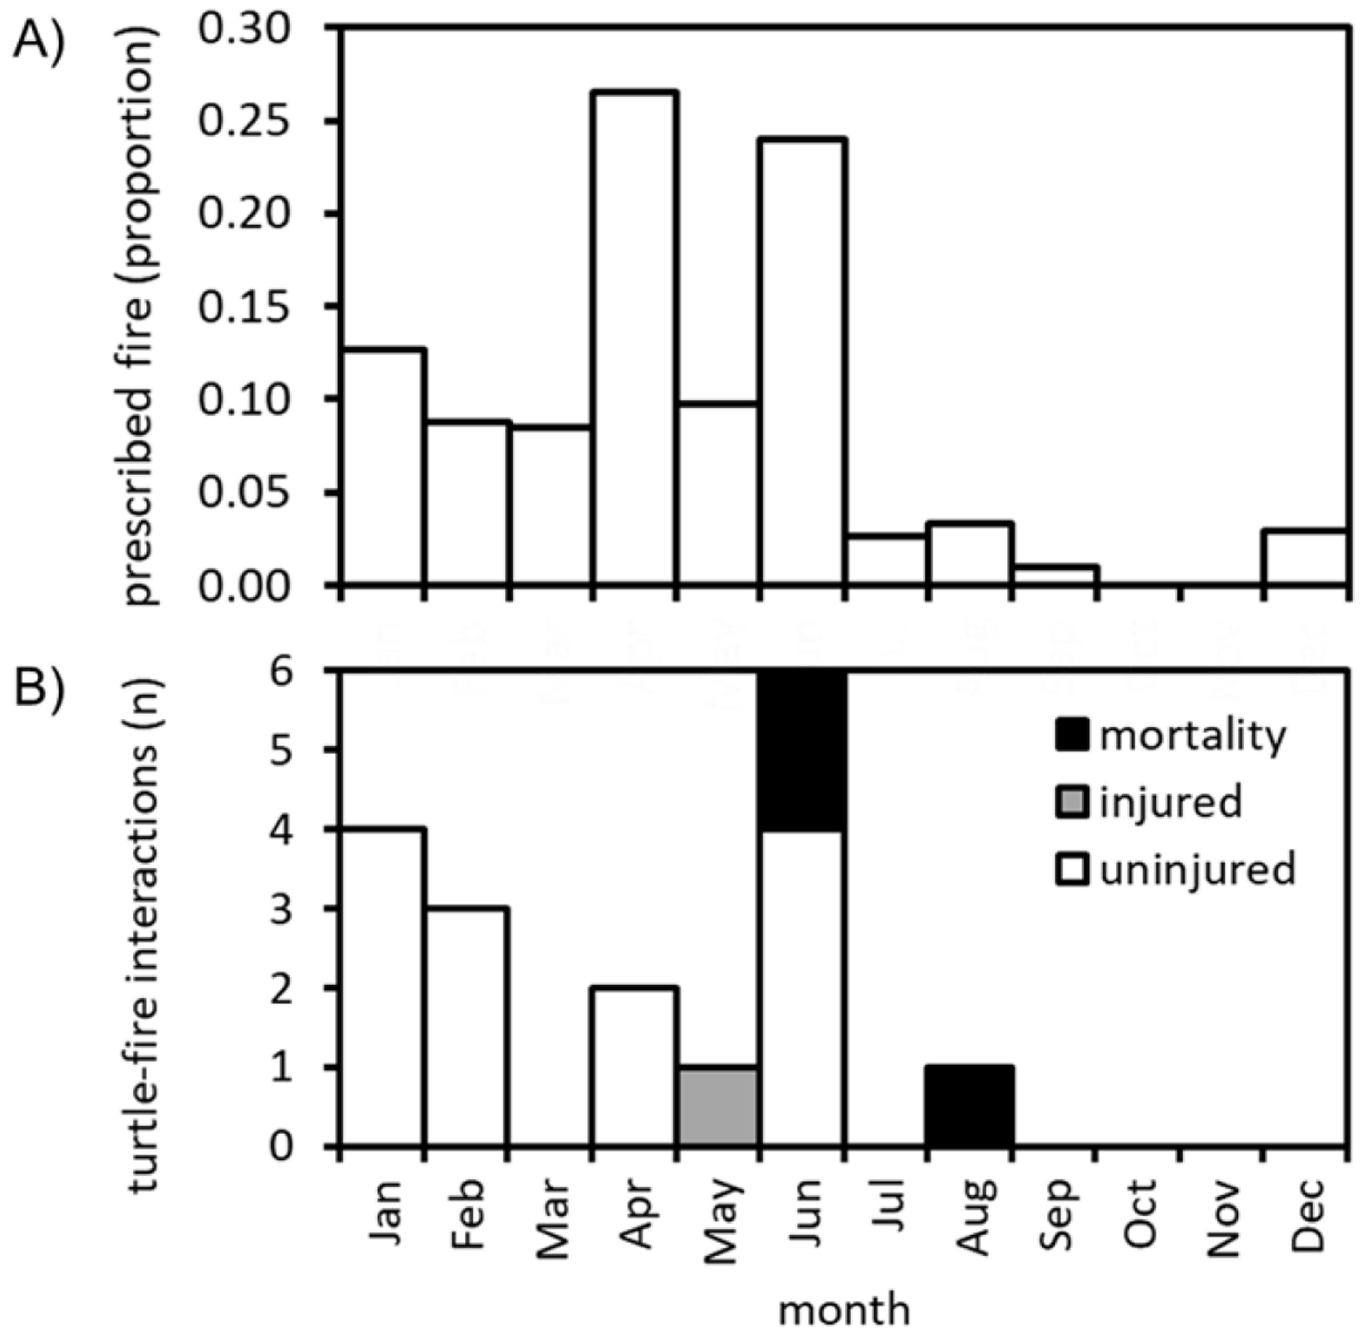 A)
prescribed fire (proportion)
0.30
0.25
0.20
0.15
0.10
0.05
0.00
B)
turtle-fire interactions (n)
6
5
4
3
2
1
0
mortality
injured
uninjured
Jan Feb Mar Apr May Jun Jul Aug Sep Oct Nov Dec
month